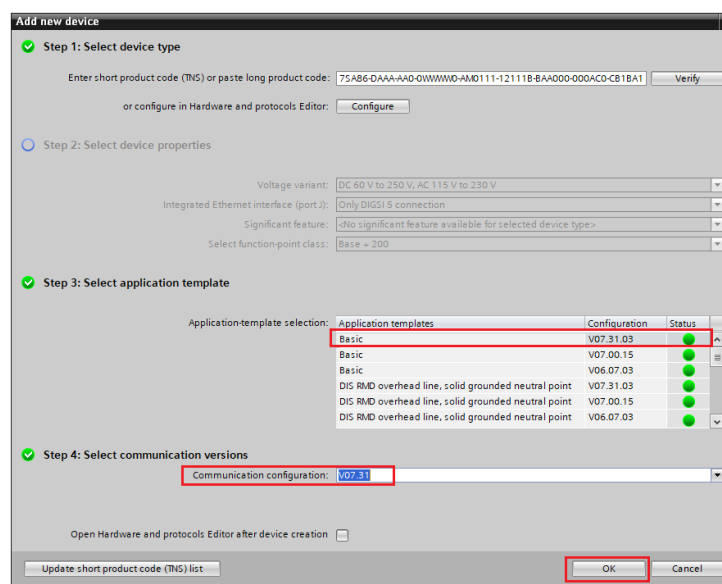 Add new device
Step 1: Select device type
Enter short product code (TNS) or paste long product code: 7SA86-DAAA-AA0-0WWWW0-AM0111-12111B-BAA000-000AC0-CB1BA1 Verify
or configure in Hardware and protocols Editor: Configure
Step 2: Select device properties
Voltage variant: DC 60 V to 250 V, AC 115 V to 230 V
Integrated Ethernet interface (port J): Only DIGSI 5 connection
Significant feature: <No significant feature available for selected device type>
Select function-point class: Base + 200
Step 3: Select application template
Application-template selection: Application templates Configuration Status
Basic V07.31.03
Basic V07.00.15
Basic V06.07.03
DIS RMD overhead line, solid grounded neutral point V07.31.03
DIS RMD overhead line, solid grounded neutral point V07.00.15
DIS RMD overhead line, solid grounded neutral point V06.07.03
Step 4: Select communication versions
Communication configuration: V07.31
Open Hardware and protocols Editor after device creation
Update short product code (TNS) list OK Cancel